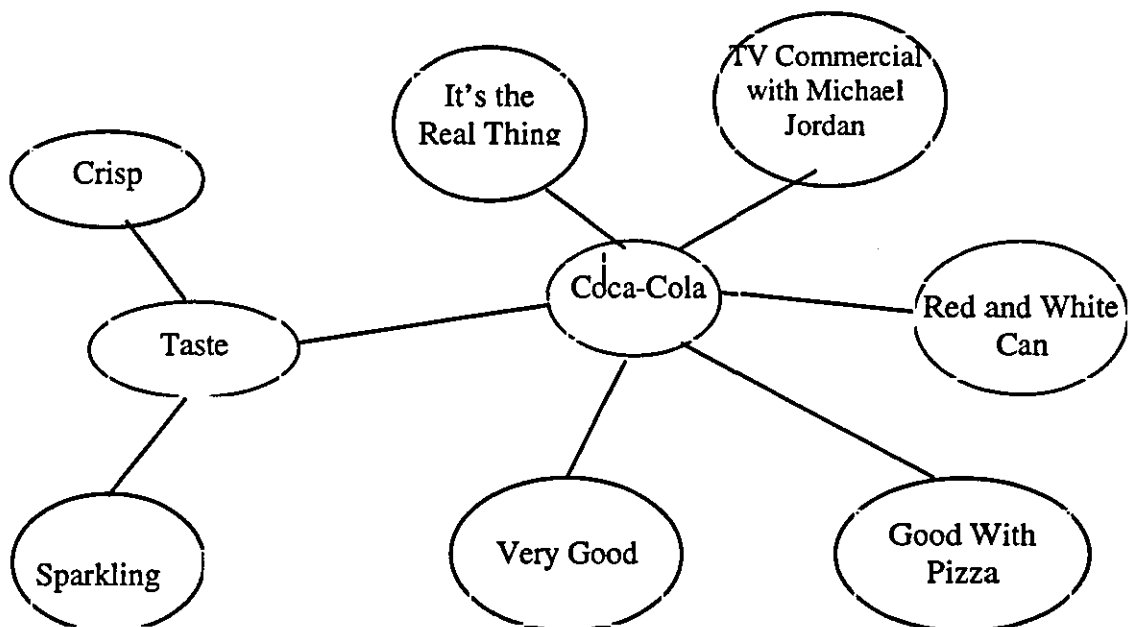 TV Commercial
with Michael
Jordan
It's the
Real Thing
Crisp
Coca-Cola
Red and White
Can
Taste
Very Good
Good With
Pizza
Sparkling